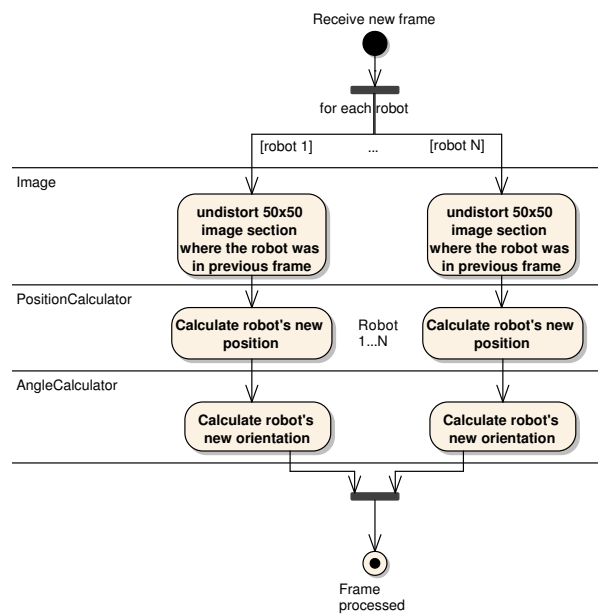 Receive new frame
for each robot
[robot 1]
...
[robot N]
Image
undistort 50x50
image section
where the robot was
in previous frame
undistort 50x50
image section
where the robot was
in previous frame
PositionCalculator
Calculate robot's new
position
Robot
1...N
Calculate robot's new
position
AngleCalculator
Calculate robot's
new orientation
Calculate robot's
new orientation
Frame
processed